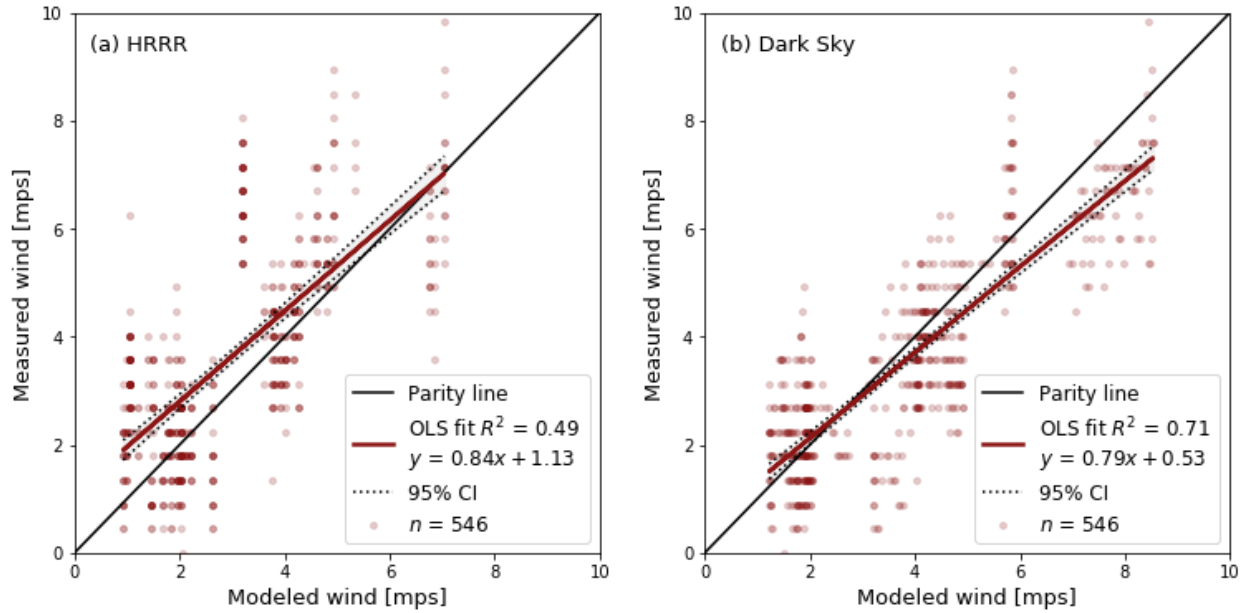 (a) HRRR
10
8
6
4
2
0
Measured wind [mps]
Parity line
OLS fit R² = 0.49
y = 0.84x + 1.13
95% CI
n = 546
0 2 4 6 8 10
Modeled wind [mps]
(b) Dark Sky
10
8
6
4
2
0
Measured wind [mps]
Parity line
OLS fit R² = 0.71
y = 0.79x + 0.53
95% CI
n = 546
0 2 4 6 8 10
Modeled wind [mps]